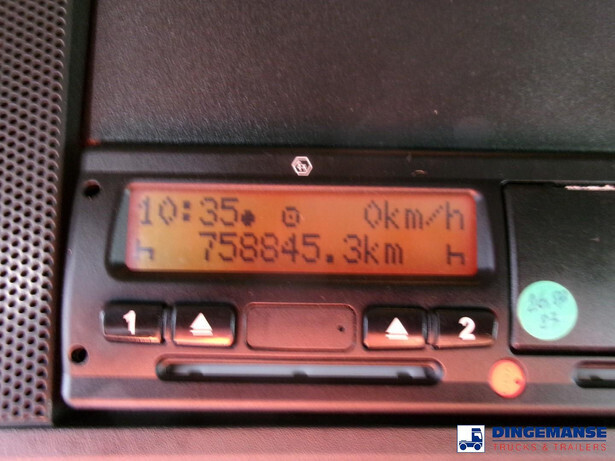 10:35 0km/h
758845.3km
1 2
DINGEMANSE
TRUCKS & TRAILERS